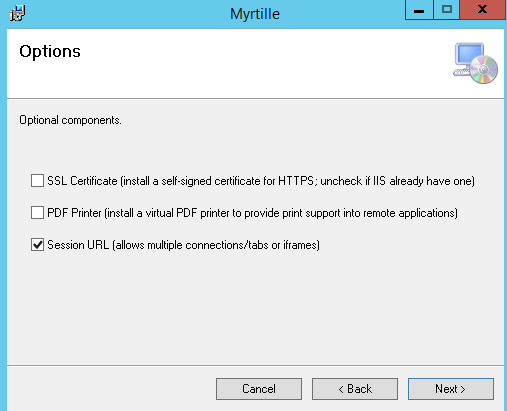 Myrtille
Options
Optional components.
SSL Certificate (install a self-signed certificate for HTTPS; uncheck if IIS already have one)
PDF Printer (install a virtual PDF printer to provide print support into remote applications)
Session URL (allows multiple connections/tabs or iframes)
Cancel
< Back
Next >